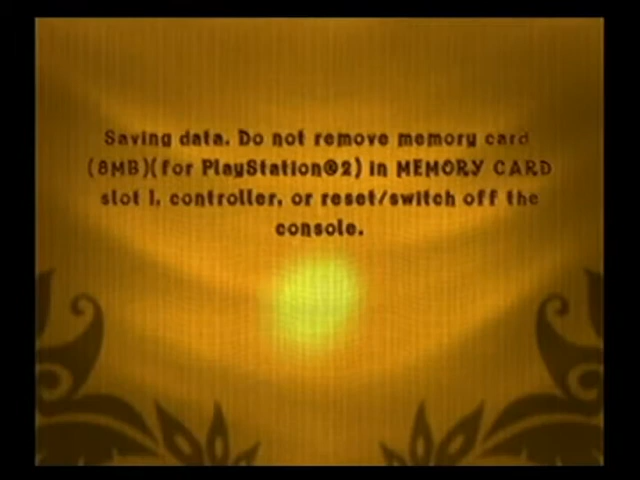 Saving data. Do not remove memory card
(8MB)(for PlayStation®2) in MEMORY CARD
slot 1, controller, or reset/switch off the
console.